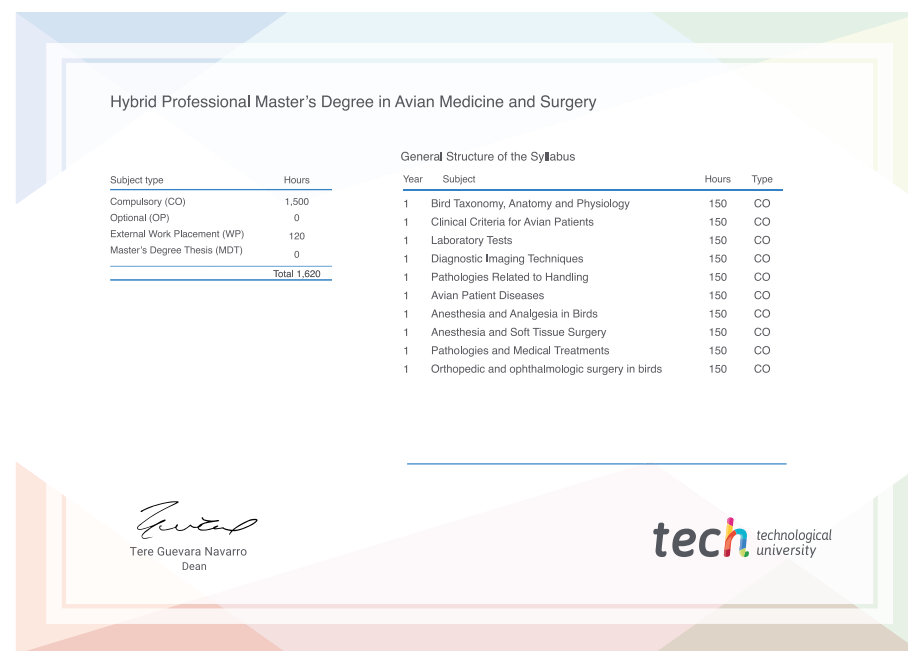 Hybrid Professional Master's Degree in Avian Medicine and Surgery
Subject type Hours
Compulsory (CO) 1,500
Optional (OP) 0
External Work Placement (WP) 120
Master's Degree Thesis (MDT) 0
Total 1,620
General Structure of the Syllabus
Year Subject Hours Type
1 Bird Taxonomy, Anatomy and Physiology 150 CO
1 Clinical Criteria for Avian Patients 150 CO
1 Laboratory Tests 150 CO
1 Diagnostic Imaging Techniques 150 CO
1 Pathologies Related to Handling 150 CO
1 Avian Patient Diseases 150 CO
1 Anesthesia and Analgesia in Birds 150 CO
1 Anesthesia and Soft Tissue Surgery 150 CO
1 Pathologies and Medical Treatments 150 CO
1 Orthopedic and ophthalmologic surgery in birds 150 CO
Tere Guevara Navarro
Dean
tech technological
university